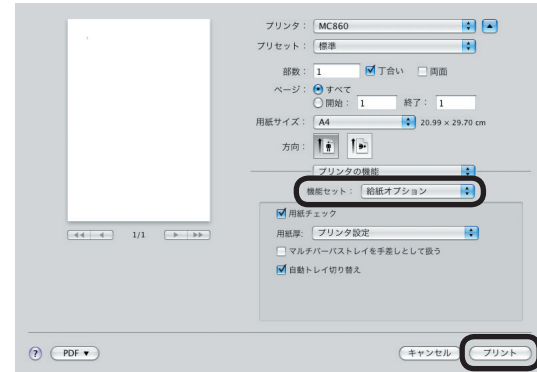 プリンタ： MC860
プリセット： 標準
部数： 1 丁合い 両面
ページ： すべて
開始： 1 終了： 1
用紙サイズ： A4 20.99 × 29.70 cm
方向：
プリンタの機能
機能セット： 給紙オプション
用紙チェック
用紙厚: プリンタ設定
マルチパーパストレイを手差しとして扱う
自動トレイ切り替え
1/1
? PDF ▼ キャンセル プリント